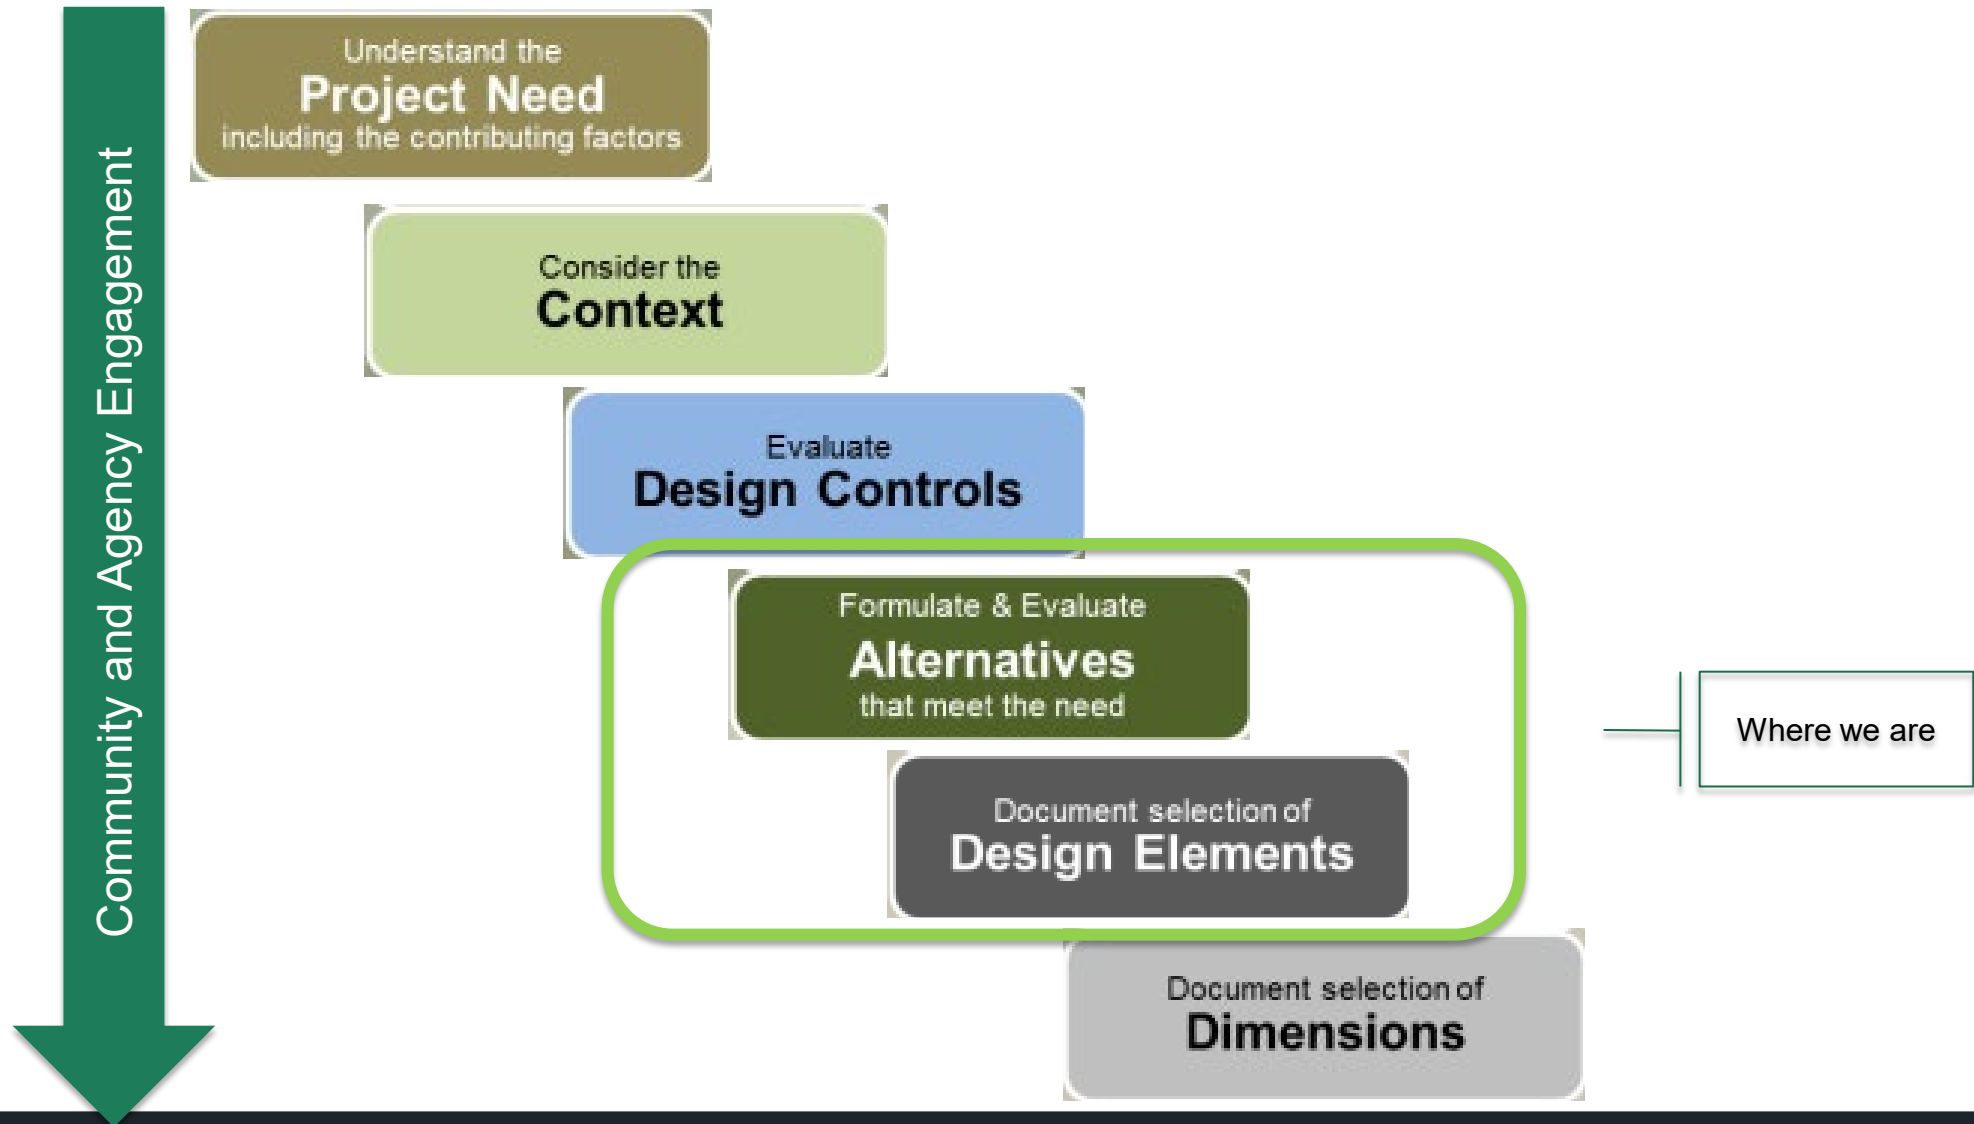 Community and Agency Engagement
Understand the
Project Need
including the contributing factors
Consider the
Context
Evaluate
Design Controls
Formulate & Evaluate
Alternatives
that meet the need
Document selection of
Design Elements
Where we are
Document selection of
Dimensions